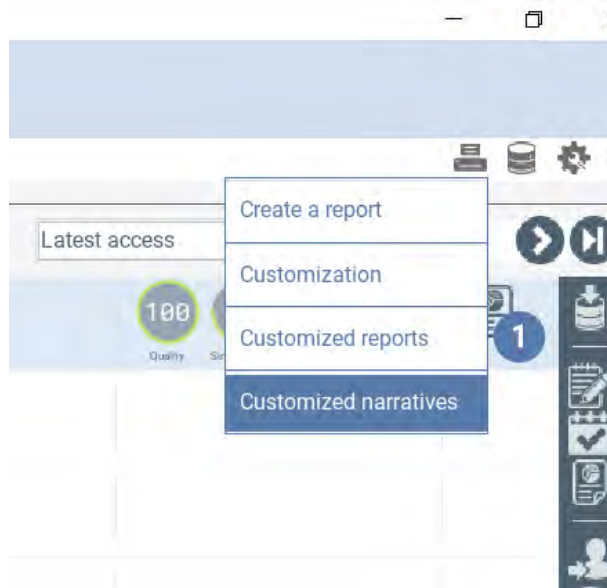 Create a report
Latest access
Customization
100
Quality
Customized reports
1
Customized narratives